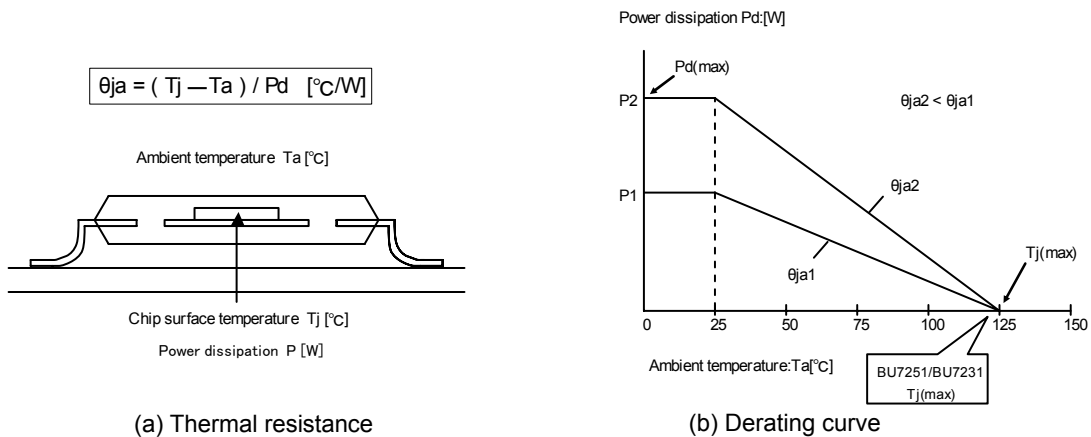 θja = ( Tj ― Ta ) / Pd [℃/W]
Ambient temperature Ta [℃]
Chip surface temperature Tj [℃]
Power dissipation P [W]
(a) Thermal resistance
Power dissipation Pd:[W]
Pd(max)
P2
θja2 < θja1
θja2
P1
Tj(max)
θja1
0 25 50 75 100 125 150
Ambient temperature:Ta[℃]
BU7251/BU7231
Tj(max)
(b) Derating curve